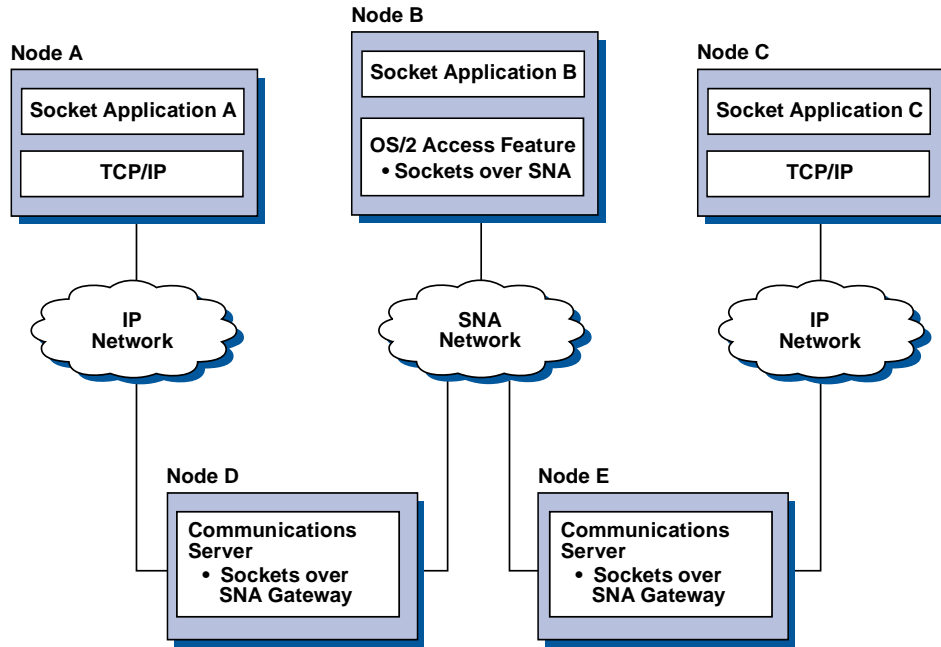 Node A
Socket Application A
TCP/IP
Node B
Socket Application B
OS/2 Access Feature
• Sockets over SNA
Node C
Socket Application C
TCP/IP
IP
Network
SNA
Network
IP
Network
Node D
Communications
Server
• Sockets over
SNA Gateway
Node E
Communications
Server
• Sockets over
SNA Gateway